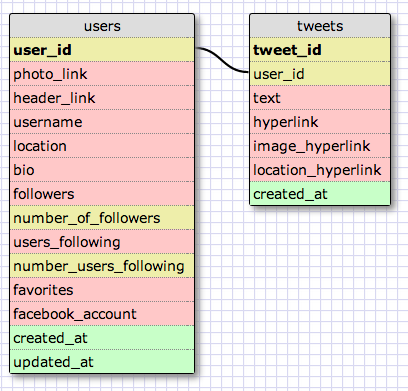 users
user_id
photo_link
header_link
username
location
bio
followers
number_of_followers
users_following
number_users_following
favorites
facebook_account
created_at
updated_at
tweets
tweet_id
user_id
text
hyperlink
image_hyperlink
location_hyperlink
created_at